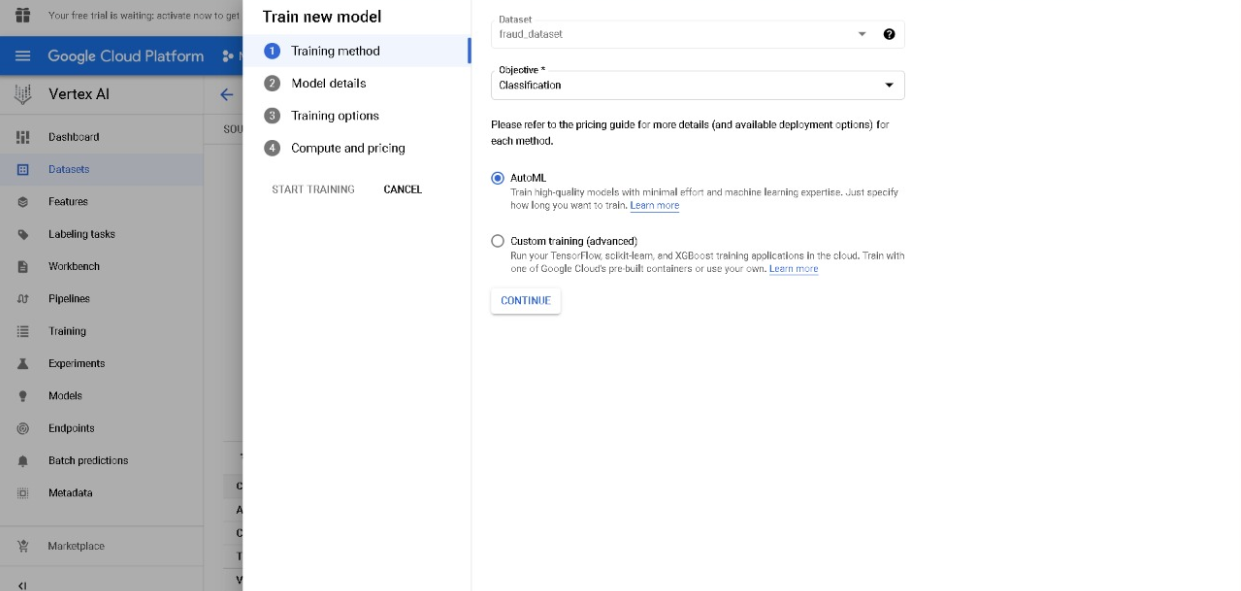 Your free trial is waiting: activate now to get
Google Cloud Platform
Vertex AI
Dashboard
Datasets
Features
Labeling tasks
Workbench
Pipelines
Training
Experiments
Models
Endpoints
Batch predictions
Metadata
Marketplace
SOU
C
A
C
T
V
Train new model
1 Training method
2 Model details
3 Training options
4 Compute and pricing
START TRAINING CANCEL
Dataset
fraud_dataset
Objective *
Classification
Please refer to the pricing guide for more details (and available deployment options) for
each method.
AutoML
Train high-quality models with minimal effort and machine learning expertise. Just specify
how long you want to train. Learn more
Custom training (advanced)
Run your TensorFlow, scikit-learn, and XGBoost training applications in the cloud. Train with
one of Google Cloud's pre-built containers or use your own. Learn more
CONTINUE